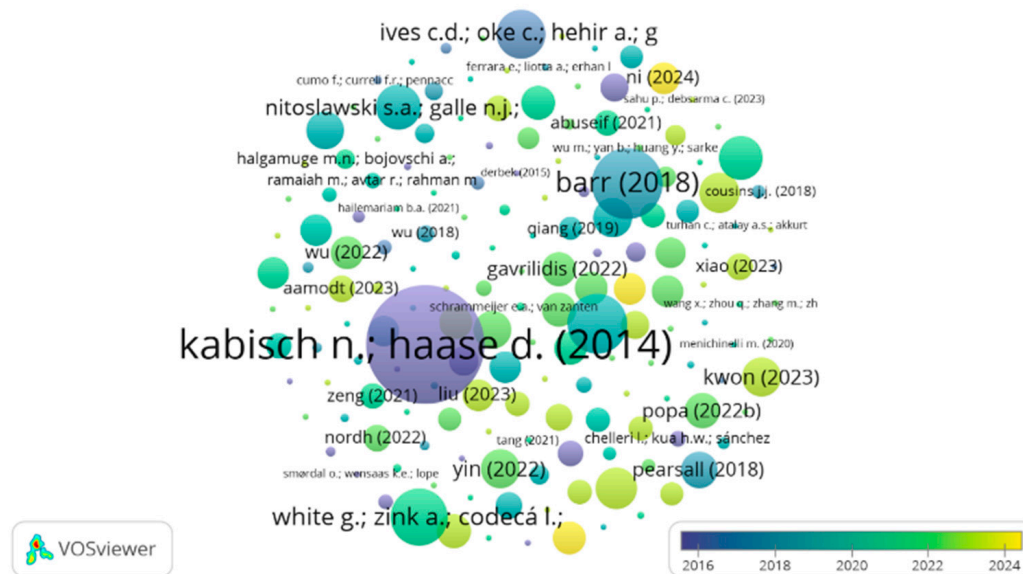 ives c.d.; oke c.; hehir a.; g
ferrara e.; liotta a.; erhan l
ni (2024)
cumo f.; curreli f.r.; pennacc
sahu p.; debsarma c. (2023)
nitoslawski s.a.; galle n.j.;
abuseif (2021)
wu m.; yan b.; huang y.; sarke
halgamuge m.n.; bojovschi a.;
derbek (2015)
ramaiah m.; avtar r.; rahman m
barr (2018)
cousins j.j. (2018)
hailemariam b.a. (2021)
wu (2018)
qiang (2019)
turhan c.; atalay a.s.; akkurt
wu (2022)
gavrilidis (2022)
xiao (2023)
aamodt (2023)
schrammeijer e.a.; van zanten
wang x.; zhou q.; zhang m.; zh
kabisch n.; haase d. (2014)
menichinelli m. (2020)
kwon (2023)
zeng (2021)
liu (2023)
popa (2022b)
nordh (2022)
tang (2021)
chelleri l.; kua h.w.; sánchez
smørdal o.; wensaas k.e.; lope
yin (2022)
pearsall (2018)
white g.; zink a.; codecá l.;
VOSviewer
2016 2018 2020 2022 2024